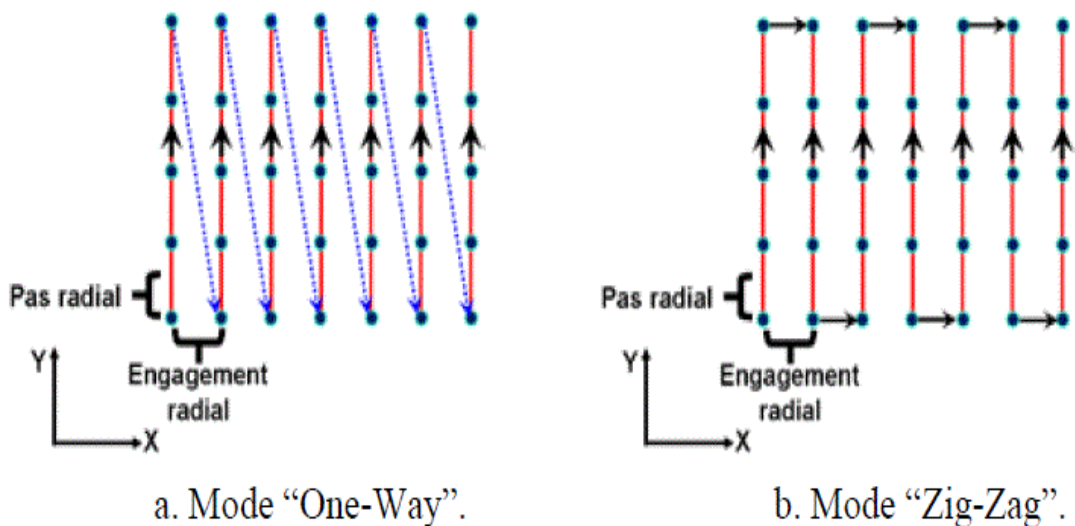 Pas radial
Engagement
radial
Y
X
a. Mode “One-Way”.
Pas radial
Engagement
radial
Y
X
b. Mode “Zig-Zag”.